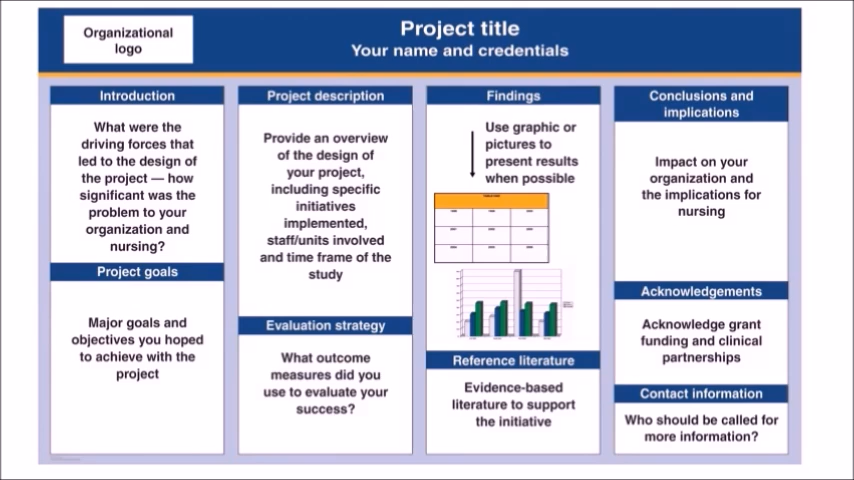 Organizational
logo
Project title
Your name and credentials
Introduction
What were the
driving forces that
led to the design of
the project — how
significant was the
problem to your
organization and
nursing?
Project goals
Major goals and
objectives you hoped
to achieve with the
project
Project description
Provide an overview
of the design of
your project,
including specific
initiatives
implemented,
staff/units involved
and time frame of the
study
Evaluation strategy
What outcome
measures did you
use to evaluate your
success?
Findings
Use graphic or
pictures to
present results
when possible
Reference literature
Evidence-based
literature to support
the initiative
Conclusions and
implications
Impact on your
organization and
the implications for
nursing
Acknowledgements
Acknowledge grant
funding and clinical
partnerships
Contact information
Who should be called for
more information?